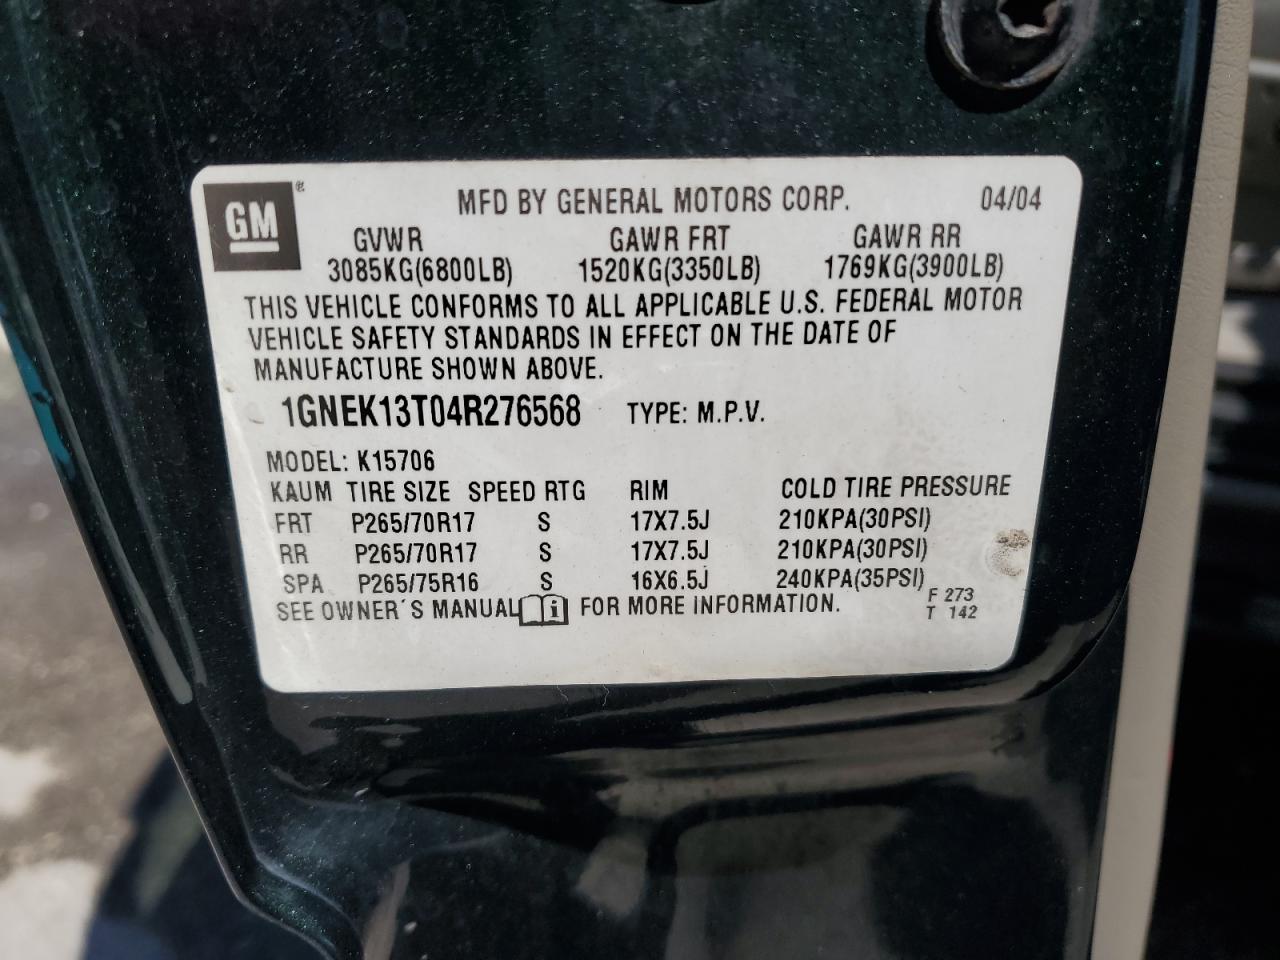 GM® MFD BY GENERAL MOTORS CORP. 04/04
GVWR GAWR FRT GAWR RR
3085KG(6800LB) 1520KG(3350LB) 1769KG(3900LB)
THIS VEHICLE CONFORMS TO ALL APPLICABLE U.S. FEDERAL MOTOR
VEHICLE SAFETY STANDARDS IN EFFECT ON THE DATE OF
MANUFACTURE SHOWN ABOVE.
1GNEK13T04R276568 TYPE: M.P.V.
MODEL: K15706
KAUM TIRE SIZE SPEED RTG RIM COLD TIRE PRESSURE
FRT P265/70R17 S 17X7.5J 210KPA(30PSI)
RR P265/70R17 S 17X7.5J 210KPA(30PSI)
SPA P265/75R16 S 16X6.5J 240KPA(35PSI)
SEE OWNER´S MANUAL i FOR MORE INFORMATION.
F 273
T 142